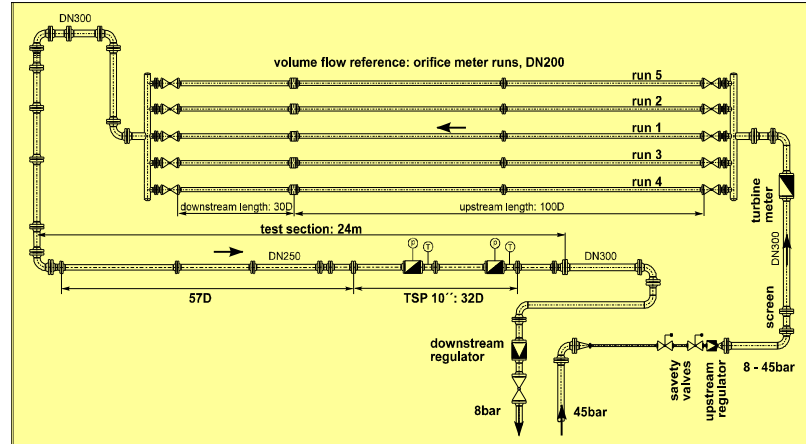 DN300
volume flow reference: orifice meter runs, DN200
run 5
run 2
run 1
run 3
run 4
downstream length: 30D
upstream length: 100D
turbine
meter
test section: 24m
P
T
P
T
DN250
DN300
DN300
57D
TSP 10´´: 32D
screen
downstream
regulator
savety
valves
upstream
regulator
8 - 45bar
8bar
45bar